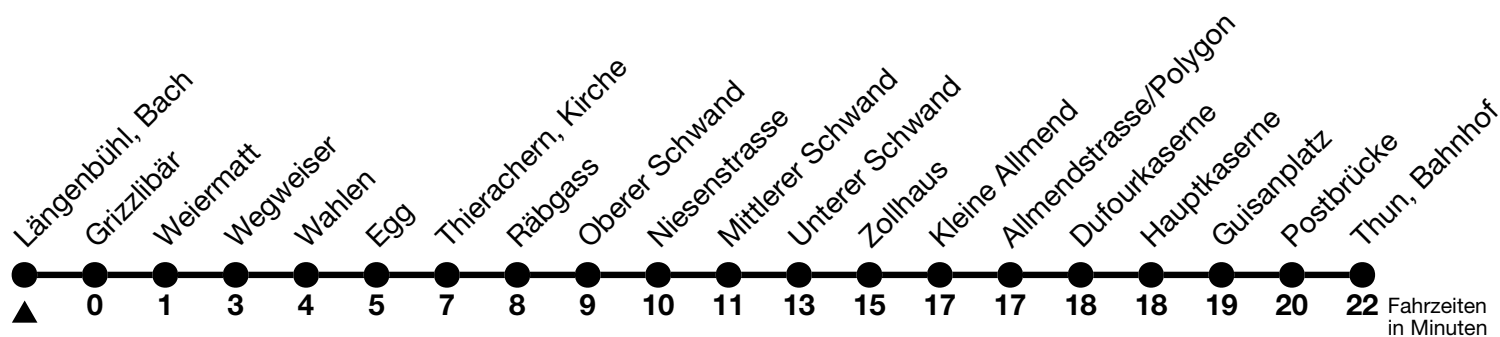 Längenbühl, Bach
Grizzlibär
Weiermatt
Wegweiser
Wahlen
Egg
Thierachern, Kirche
Räbgass
Oberer Schwand
Niesenstrasse
Mittlerer Schwand
Unterer Schwand
Zollhaus
Kleine Allmend
Allmendstrasse/Polygon
Dufourkaserne
Hauptkaserne
Guisanplatz
Postbrücke
Thun, Bahnhof
0 1 3 4 5 7 8 9 10 11 13 15 17 17 18 18 19 20 22 Fahrzeiten
in Minuten